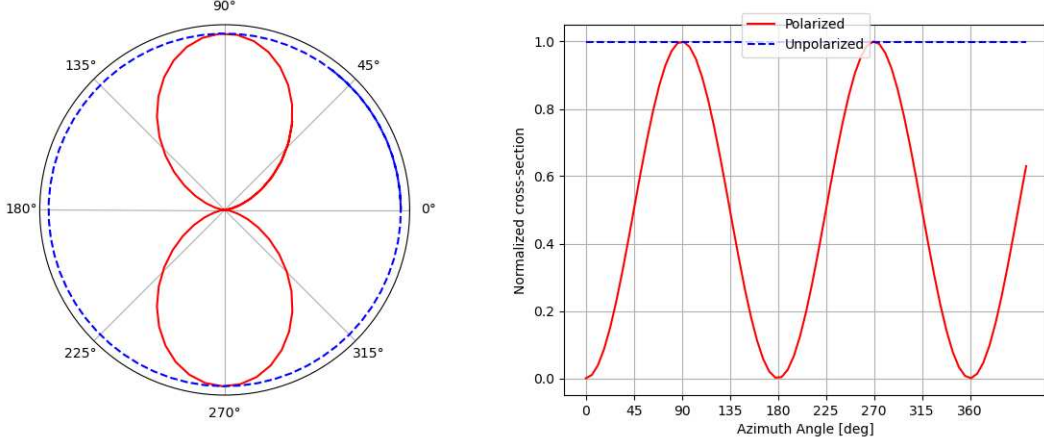 90°
135°
45°
180°
0°
225°
315°
270°
Polarized
Unpolarized
1.0
0.8
0.6
0.4
0.2
0.0
Normalized cross-section
0 45 90 135 180 225 270 315 360
Azimuth Angle [deg]